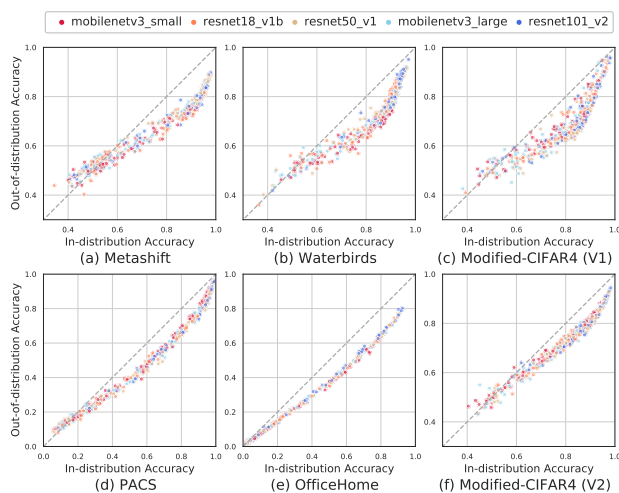 mobilenetv3_small resnet18_v1b resnet50_v1 mobilenetv3_large resnet101_v2
Out-of-distribution Accuracy
1.0 1.0 1.0
0.8 0.8 0.8
0.6 0.6 0.6
0.4 0.4 0.4
0.4 0.6 0.8 1.0 0.4 0.6 0.8 1.0 0.4 0.6 0.8 1.0
In-distribution Accuracy In-distribution Accuracy In-distribution Accuracy
(a) Metashift (b) Waterbirds (c) Modified-CIFAR4 (V1)
Out-of-distribution Accuracy
1.0 1.0 1.0
0.8 0.8 0.8
0.6 0.6 0.6
0.4 0.4 0.4
0.2 0.2
0.0 0.0
0.0 0.2 0.4 0.6 0.8 1.0 0.0 0.2 0.4 0.6 0.8 1.0 0.4 0.6 0.8 1.0
In-distribution Accuracy In-distribution Accuracy In-distribution Accuracy
(d) PACS (e) OfficeHome (f) Modified-CIFAR4 (V2)